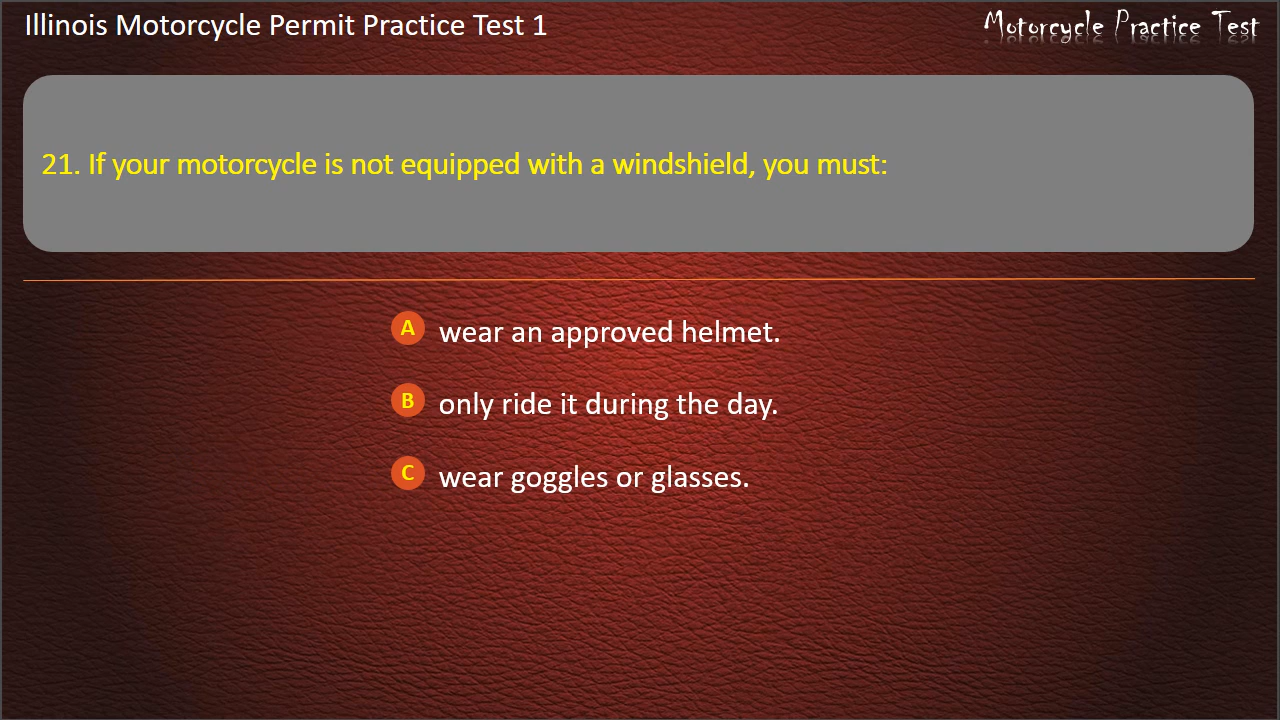 Illinois Motorcycle Permit Practice Test 1
Motorcycle Practice Test
21. If your motorcycle is not equipped with a windshield, you must:
A wear an approved helmet.
B only ride it during the day.
C wear goggles or glasses.